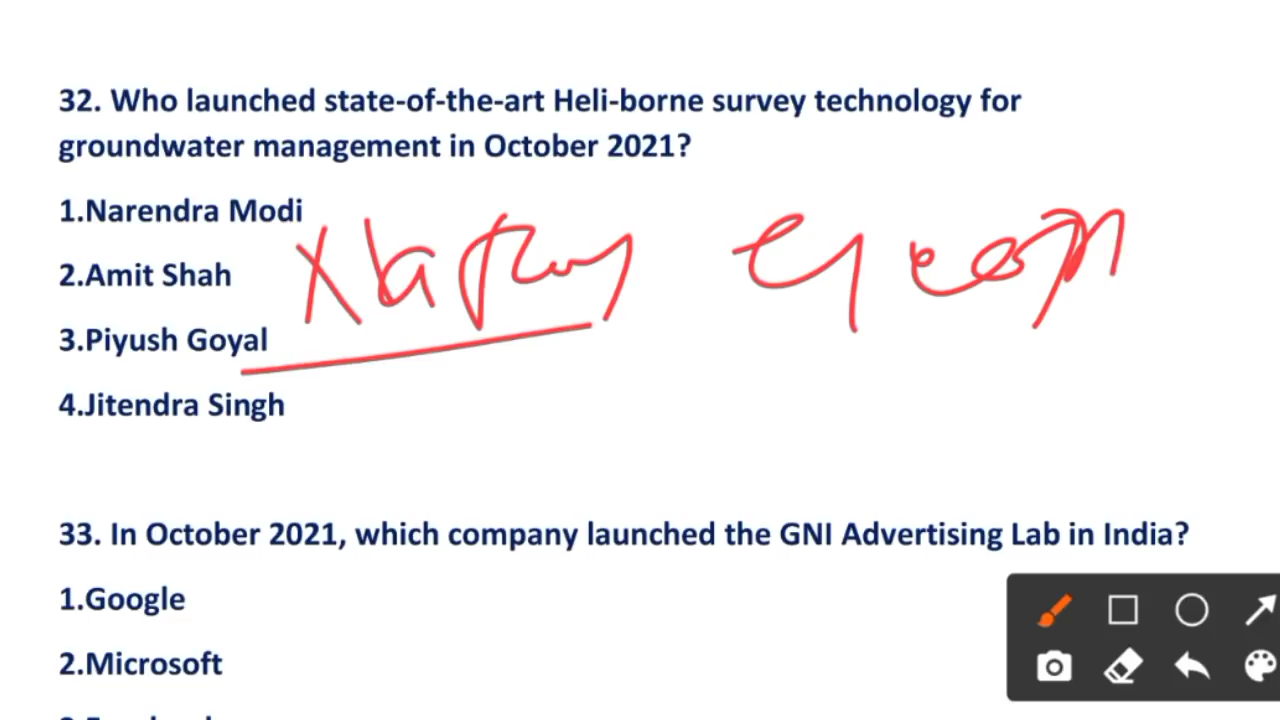 32. Who launched state-of-the-art Heli-borne survey technology for
groundwater management in October 2021?
1.Narendra Modi
2.Amit Shah
3.Piyush Goyal
4.Jitendra Singh
33. In October 2021, which company launched the GNI Advertising Lab in India?
1.Google
2.Microsoft